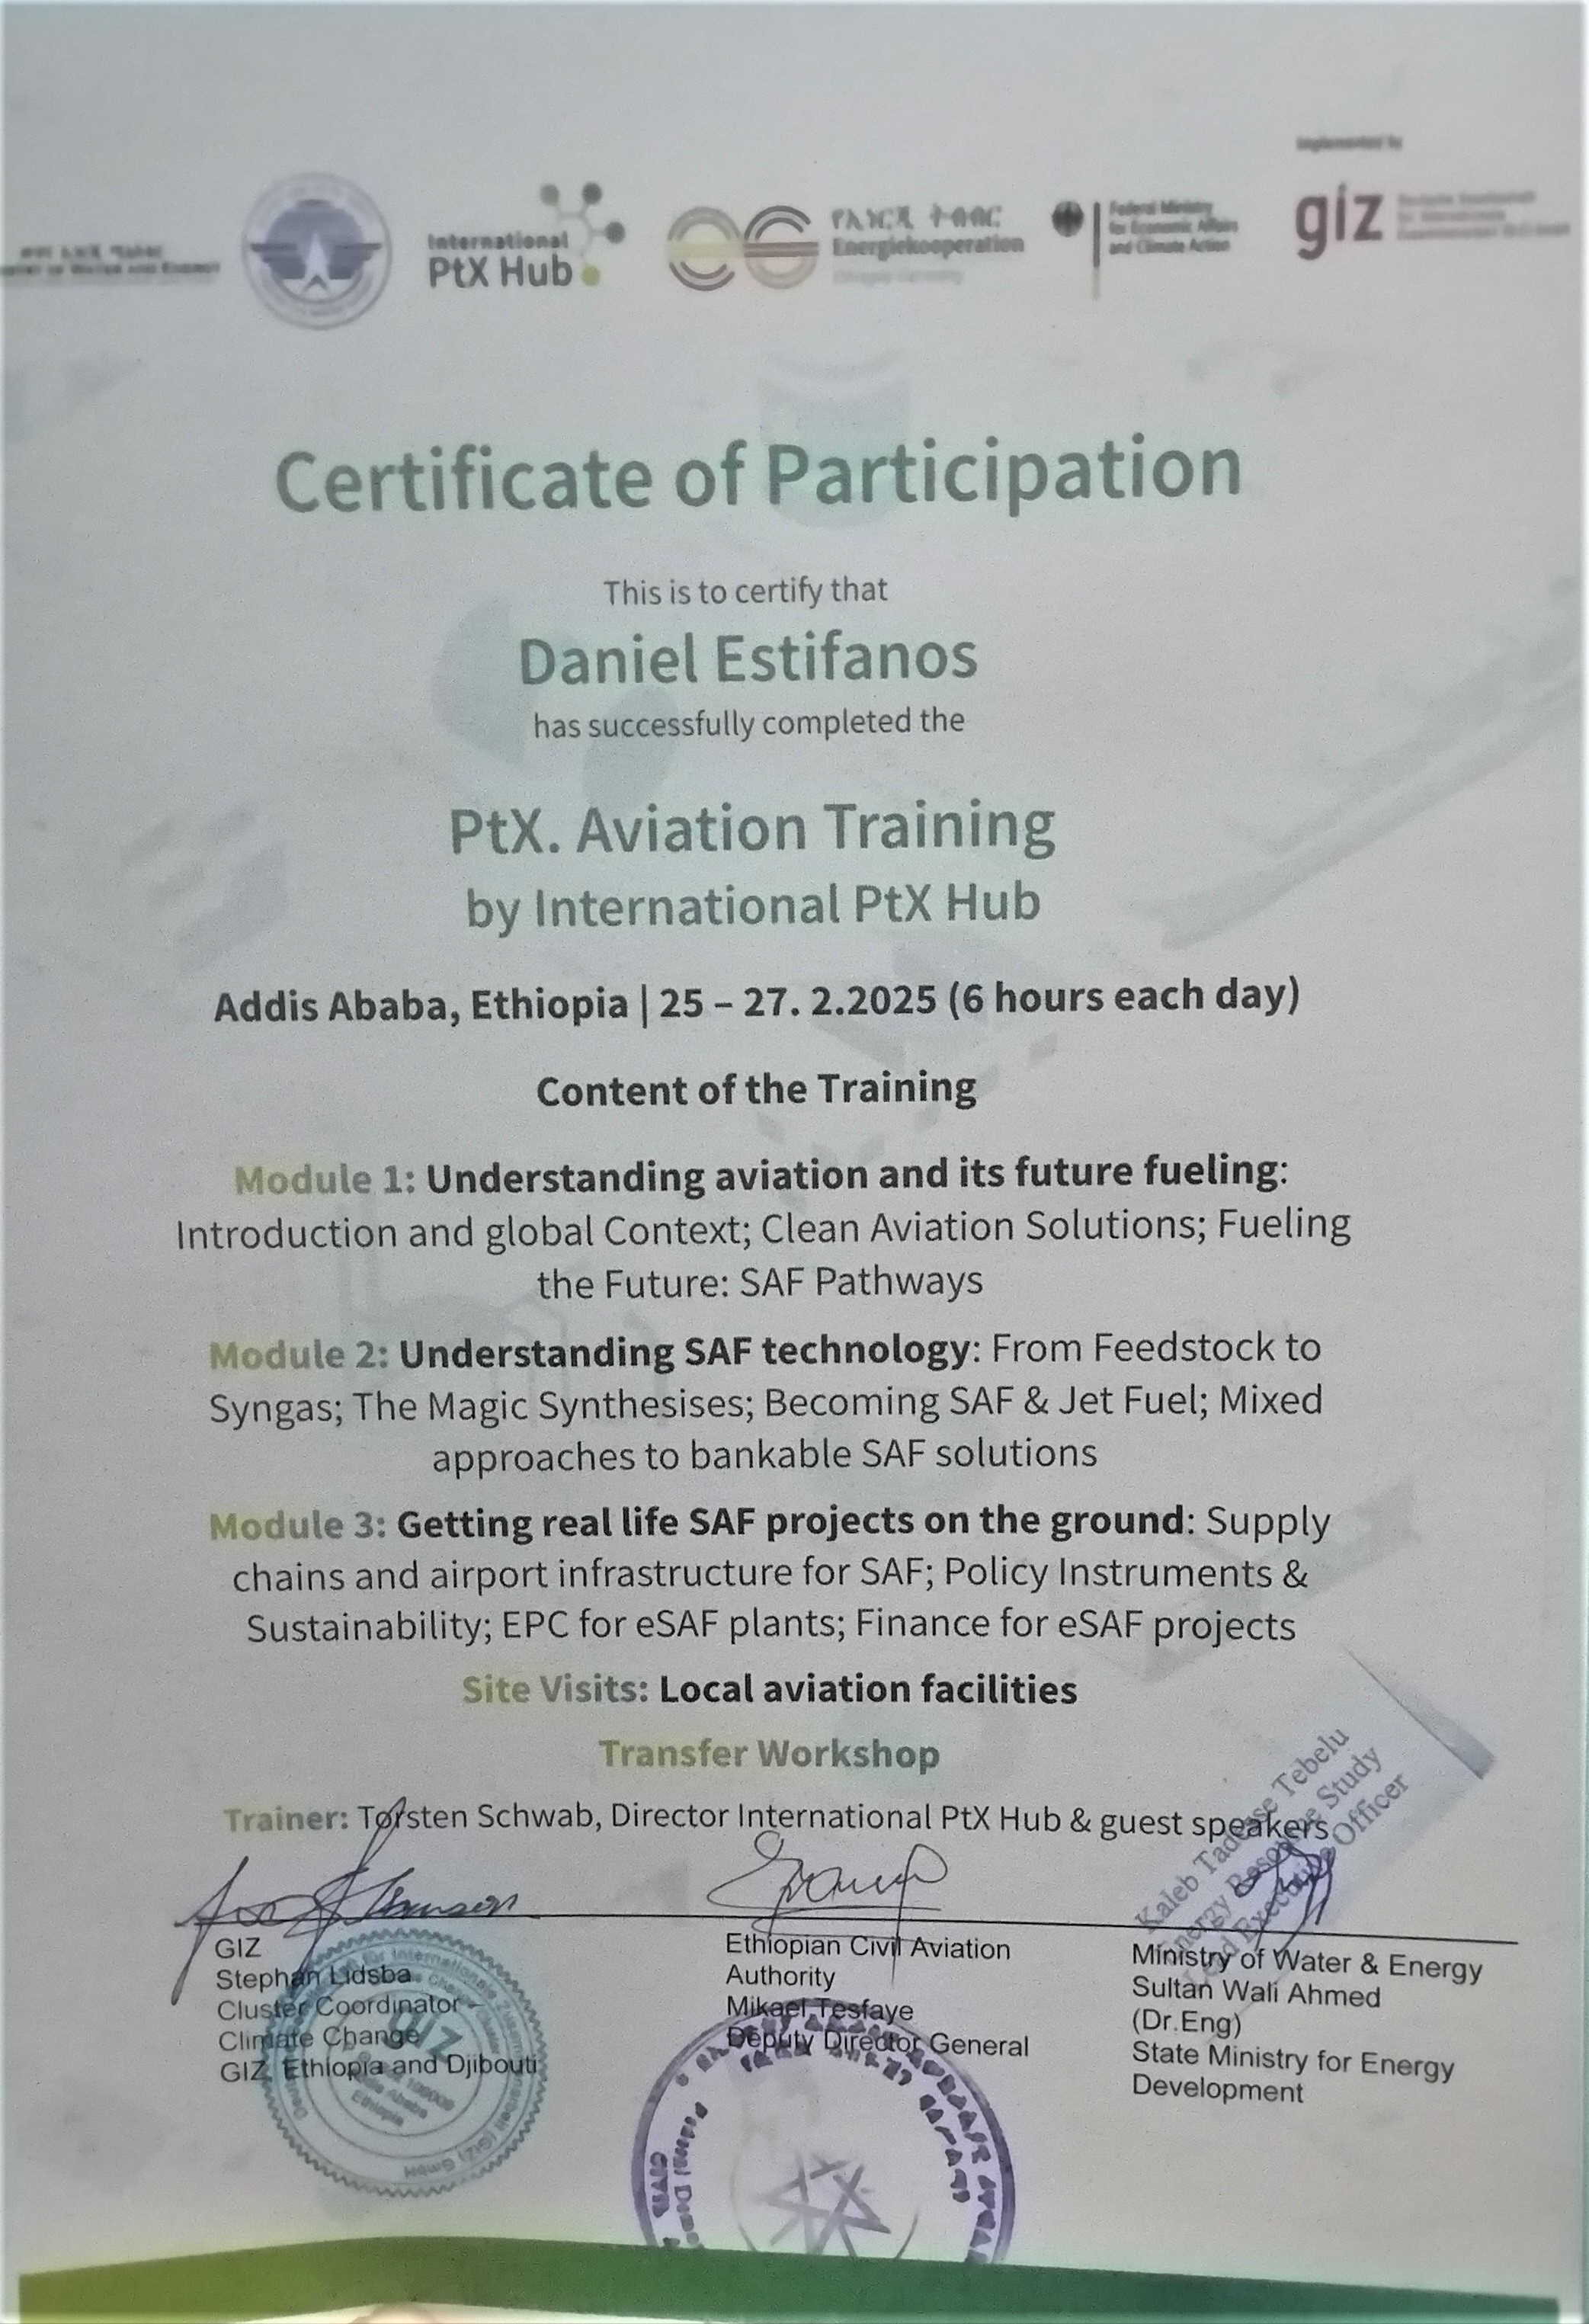 Implemented by
MINISTRY OF WATER AND ENERGY
International
PtX Hub
የኢነርጂ ትብብር
Energiekooperation
Federal Ministry
for Economic Affairs
and Climate Action
giz
Certificate of Participation
This is to certify that
Daniel Estifanos
has successfully completed the
PtX. Aviation Training
by International PtX Hub
Addis Ababa, Ethiopia | 25 – 27. 2.2025 (6 hours each day)
Content of the Training
Module 1: Understanding aviation and its future fueling:
Introduction and global Context; Clean Aviation Solutions; Fueling
the Future: SAF Pathways
Module 2: Understanding SAF technology: From Feedstock to
Syngas; The Magic Synthesises; Becoming SAF & Jet Fuel; Mixed
approaches to bankable SAF solutions
Module 3: Getting real life SAF projects on the ground: Supply
chains and airport infrastructure for SAF; Policy Instruments &
Sustainability; EPC for eSAF plants; Finance for eSAF projects
Site Visits: Local aviation facilities
Transfer Workshop
Trainer: Torsten Schwab, Director International PtX Hub & guest speakers
Kaleb Tadesse Tebelu
Energy Resource Study
Lead Executive Officer
GIZ
Stephan Lidsba
Cluster Coordinator –
Climate Change
GIZ, Ethiopia and Djibouti
Ethiopian Civil Aviation
Authority
Mikael Tesfaye
Deputy Director General
Ministry of Water & Energy
Sultan Wali Ahmed
(Dr.Eng)
State Ministry for Energy
Development
giz
Addis Ababa
Ethiopia